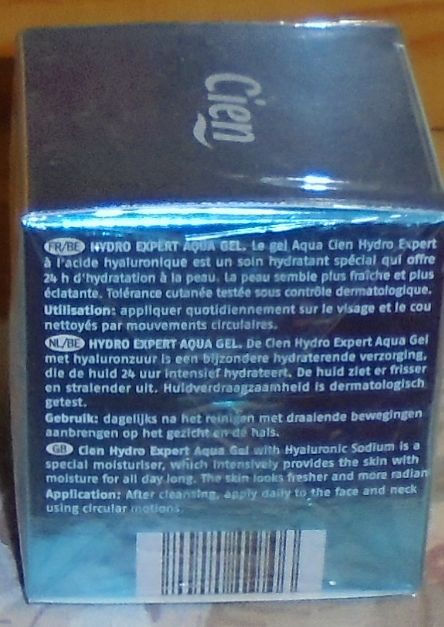 Cien
FR/BE HYDRO EXPERT AQUA GEL. Le gel Aqua Cien Hydro Expert
à l'acide hyaluronique est un soin hydratant spécial qui offre
24 h d'hydratation à la peau. La peau semble plus fraîche et plus
éclatante. Tolérance cutanée testée sous contrôle dermatologique.
Utilisation: appliquer quotidiennement sur le visage et le cou
nettoyés par mouvements circulaires.
NL/BE HYDRO EXPERT AQUA GEL. De Cien Hydro Expert Aqua Gel
met hyaluronzuur is een bijzondere hydraterende verzorging,
die de huid 24 uur intensief hydrateert. De huid ziet er frisser
en stralender uit. Huidverdraagzaamheid is dermatologisch
getest.
Gebruik: dagelijks na het reinigen met draaiende bewegingen
aanbrengen op het gezicht en de hals.
GB Cien Hydro Expert Aqua Gel with Hyaluronic Sodium is a
special moisturiser, which intensively provides the skin with
moisture for all day long. The skin looks fresher and more radian
Application: After cleansing, apply daily to the face and neck
using circular motions.